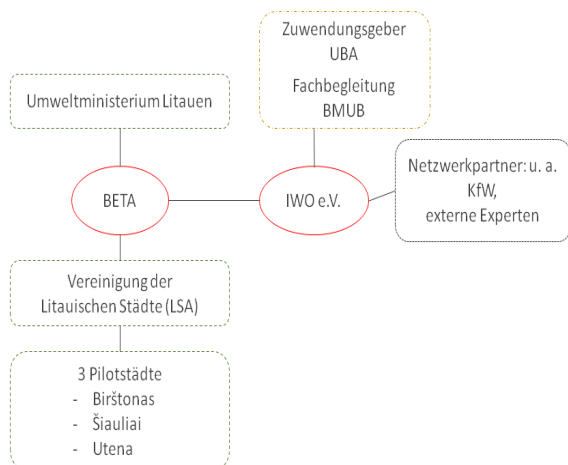 Zuwendungsgeber
UBA
Fachbegleitung
BMUB
Umweltministerium Litauen
Netzwerkpartner: u. a.
KfW,
externe Experten
BETA
IWO e.V.
Vereinigung der
Litauischen Städte (LSA)
3 Pilotstädte
- Birštonas
- Šiauliai
- Utena